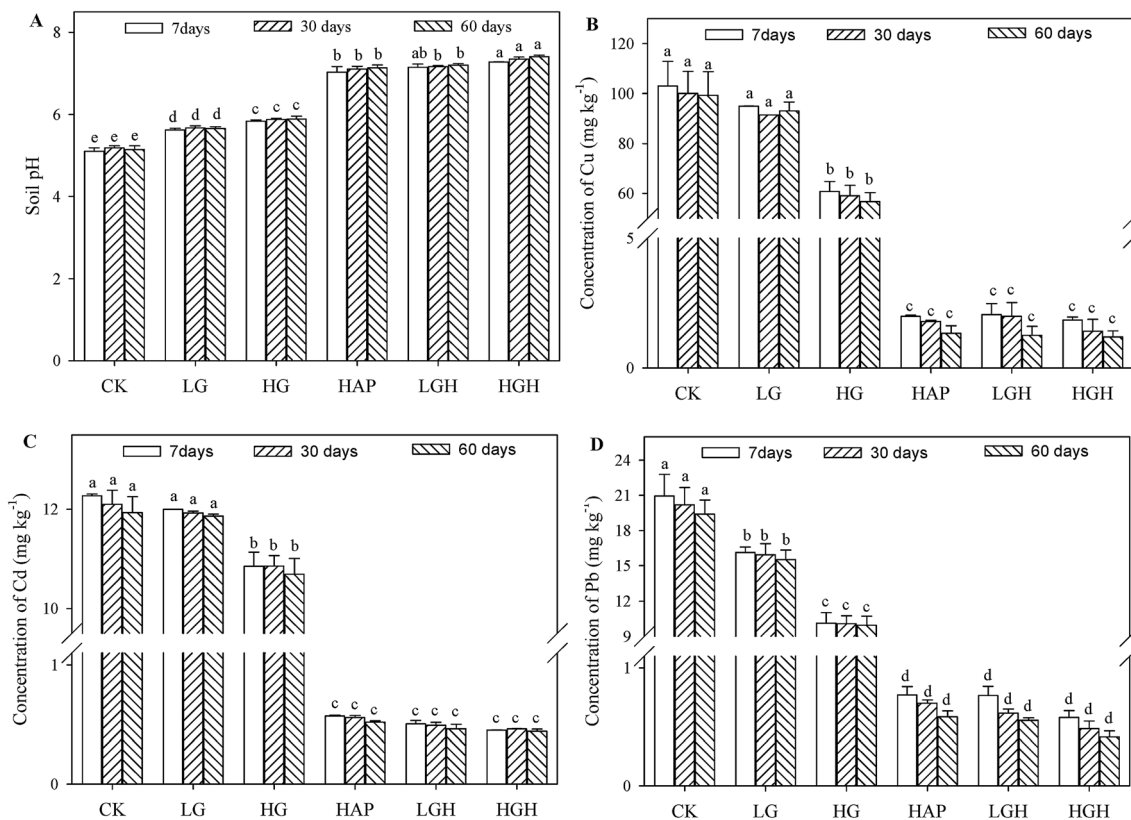 A
7days 30 days 60 days
8
6
4
2
0
Soil pH
e e e d d d c c c b b b ab b b a a a
CK LG HG HAP LGH HGH
B
7days 30 days 60 days
120
100
80
60
5
0
Concentration of Cu (mg kg⁻¹)
a a a a a a b b b c c c c c c c c c
CK LG HG HAP LGH HGH
C
7days 30 days 60 days
12
10
1
0
Concentration of Cd (mg kg⁻¹)
a a a a a a b b b c c c c c c c c c
CK LG HG HAP LGH HGH
D
7days 30 days 60 days
24
21
18
15
12
9
1
0
Concentration of Pb (mg kg⁻¹)
a a a b b b c c c d d d d d d d d d
CK LG HG HAP LGH HGH